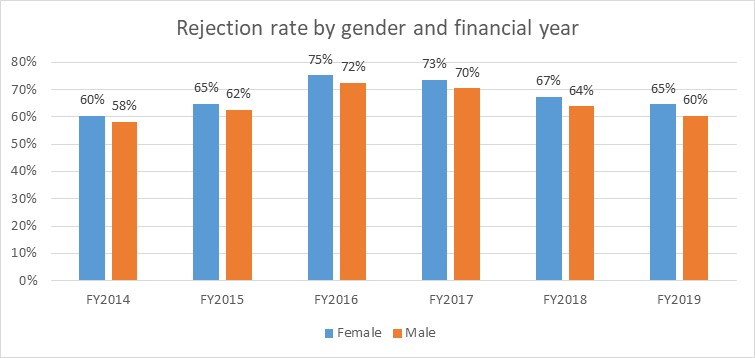 Rejection rate by gender and financial year
80%
70%
60%
50%
40%
30%
20%
10%
0%
60% 58% 65% 62% 75% 72% 73% 70% 67% 64% 65% 60%
FY2014 FY2015 FY2016 FY2017 FY2018 FY2019
Female Male